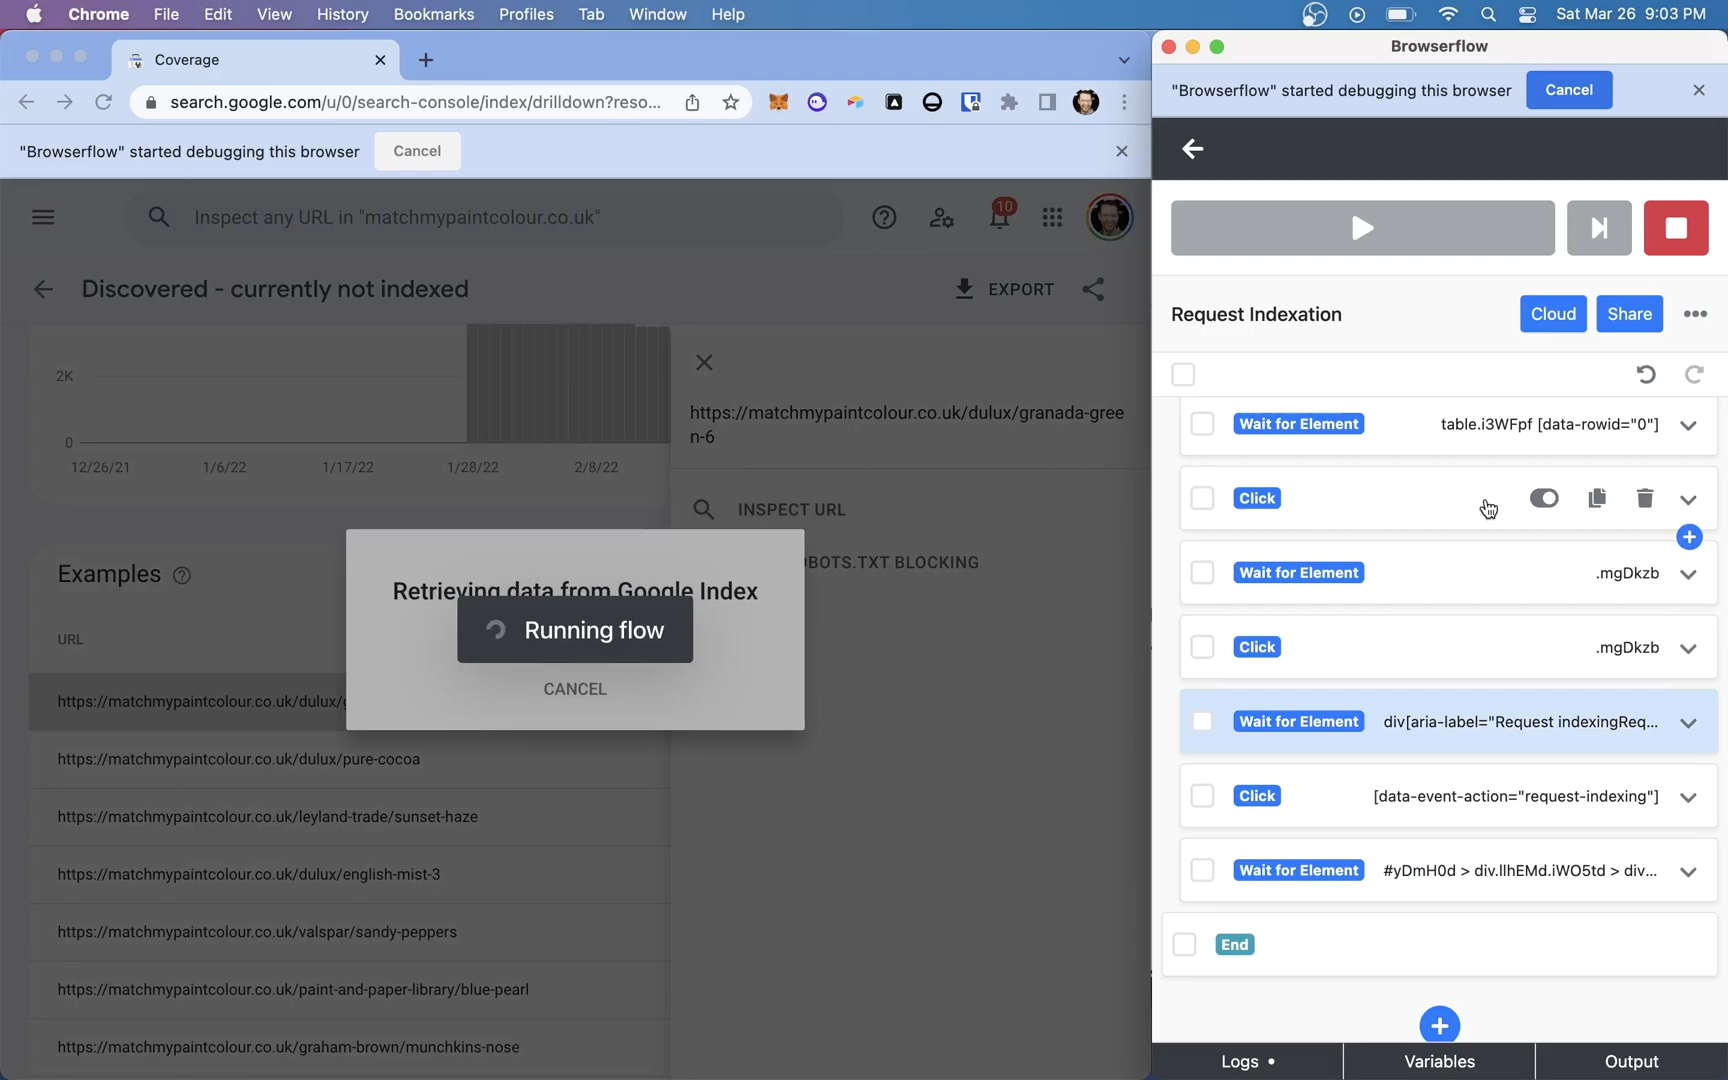 Chrome File Edit View History Bookmarks Profiles Tab Window Help
Sat Mar 26 9:03 PM
Coverage
search.google.com/u/0/search-console/index/drilldown?reso...
"Browserflow" started debugging this browser Cancel
Inspect any URL in "matchmypaintcolour.co.uk"
10
Discovered - currently not indexed
EXPORT
2K
0
12/26/21 1/6/22 1/17/22 1/28/22 2/8/22
https://matchmypaintcolour.co.uk/dulux/granada-gree
n-6
INSPECT URL
OBOTS.TXT BLOCKING
Examples
URL
Retrieving data from Google Index
Running flow
CANCEL
https://matchmypaintcolour.co.uk/dulux/g
https://matchmypaintcolour.co.uk/dulux/pure-cocoa
https://matchmypaintcolour.co.uk/leyland-trade/sunset-haze
https://matchmypaintcolour.co.uk/dulux/english-mist-3
https://matchmypaintcolour.co.uk/valspar/sandy-peppers
https://matchmypaintcolour.co.uk/paint-and-paper-library/blue-pearl
https://matchmypaintcolour.co.uk/graham-brown/munchkins-nose
Browserflow
"Browserflow" started debugging this browser Cancel
Request Indexation
Cloud Share
Wait for Element table.i3WFpf [data-rowid="0"]
Click
Wait for Element .mgDkzb
Click .mgDkzb
Wait for Element div[aria-label="Request indexingReq...
Click [data-event-action="request-indexing"]
Wait for Element #yDmH0d > div.llhEMd.iWO5td > div...
End
Logs • Variables Output